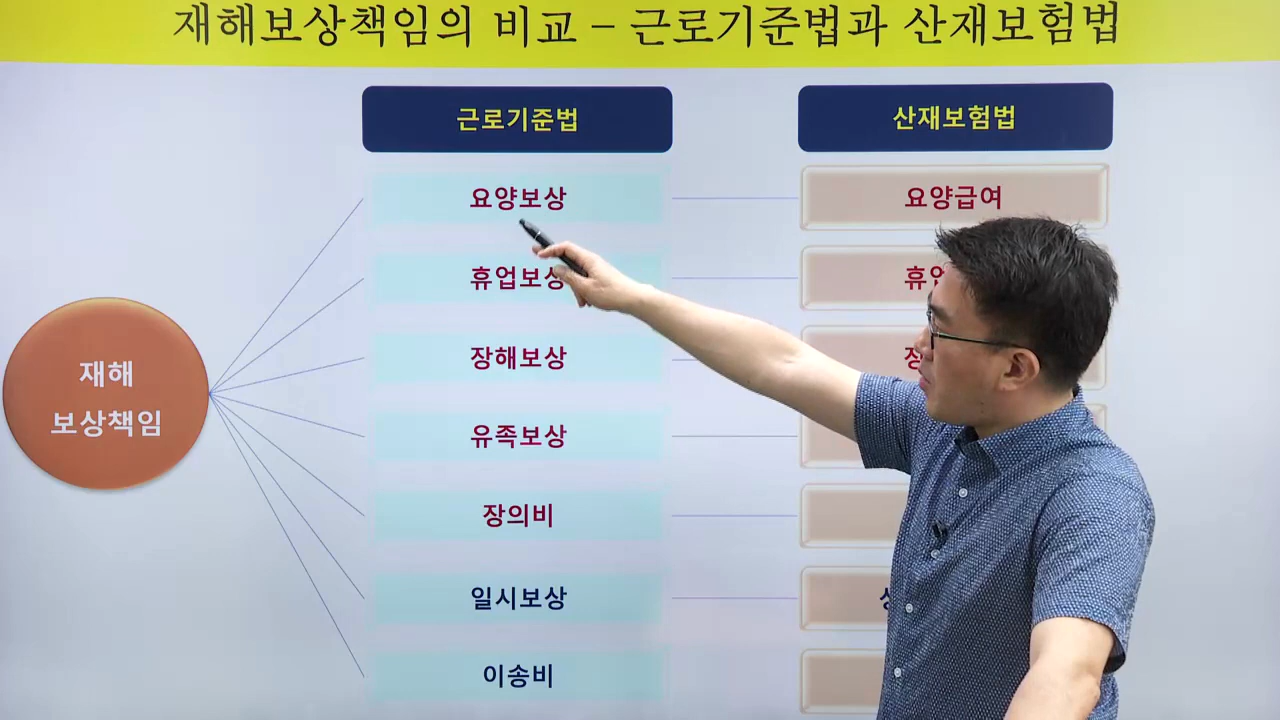 재해보상책임의 비교 – 근로기준법과 산재보험법
근로기준법
산재보험법
요양보상
요양급여
휴업보상
장해보상
유족보상
장의비
일시보상
이송비
재해
보상책임